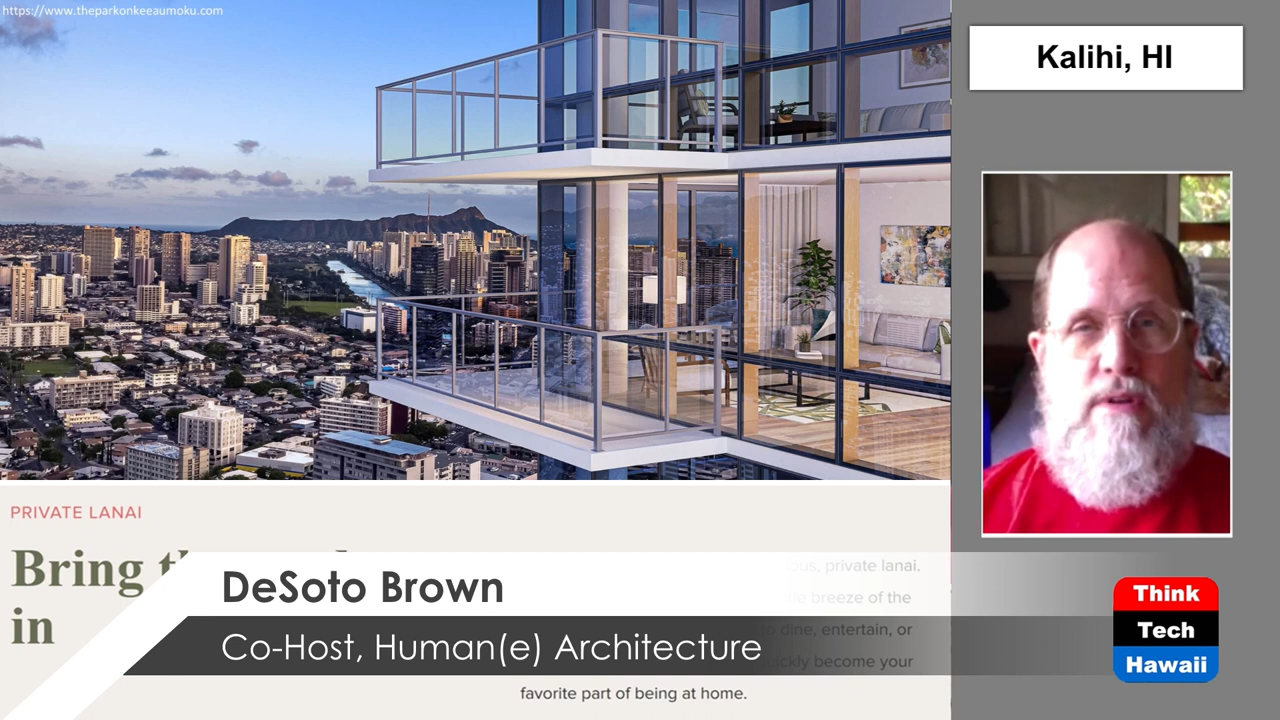 https://www.theparkonkeeaumoku.com
Kalihi, HI
PRIVATE LANAI
Bring
in
private lanai.
breeze of the
dine, entertain, or
become your
favorite part of being at home.
DeSoto Brown
Co-Host, Human(e) Architecture
Think
Tech
Hawaii